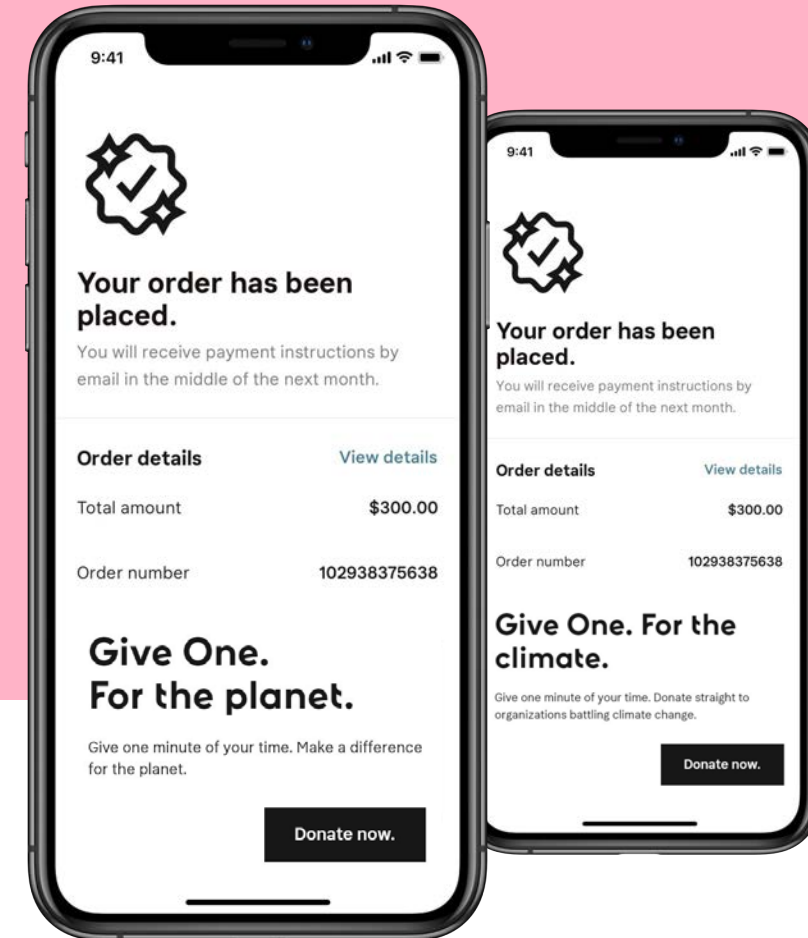 9:41
Your order has been
placed.
You will receive payment instructions by
email in the middle of the next month.
Order details View details
Total amount $300.00
Order number 102938375638
Give One.
For the planet.
Give one minute of your time. Make a difference
for the planet.
Donate now.
9:41
Your order has been
placed.
You will receive payment instructions by
email in the middle of the next month.
Order details View details
Total amount $300.00
Order number 102938375638
Give One. For the
climate.
Give one minute of your time. Donate straight to
organizations battling climate change.
Donate now.